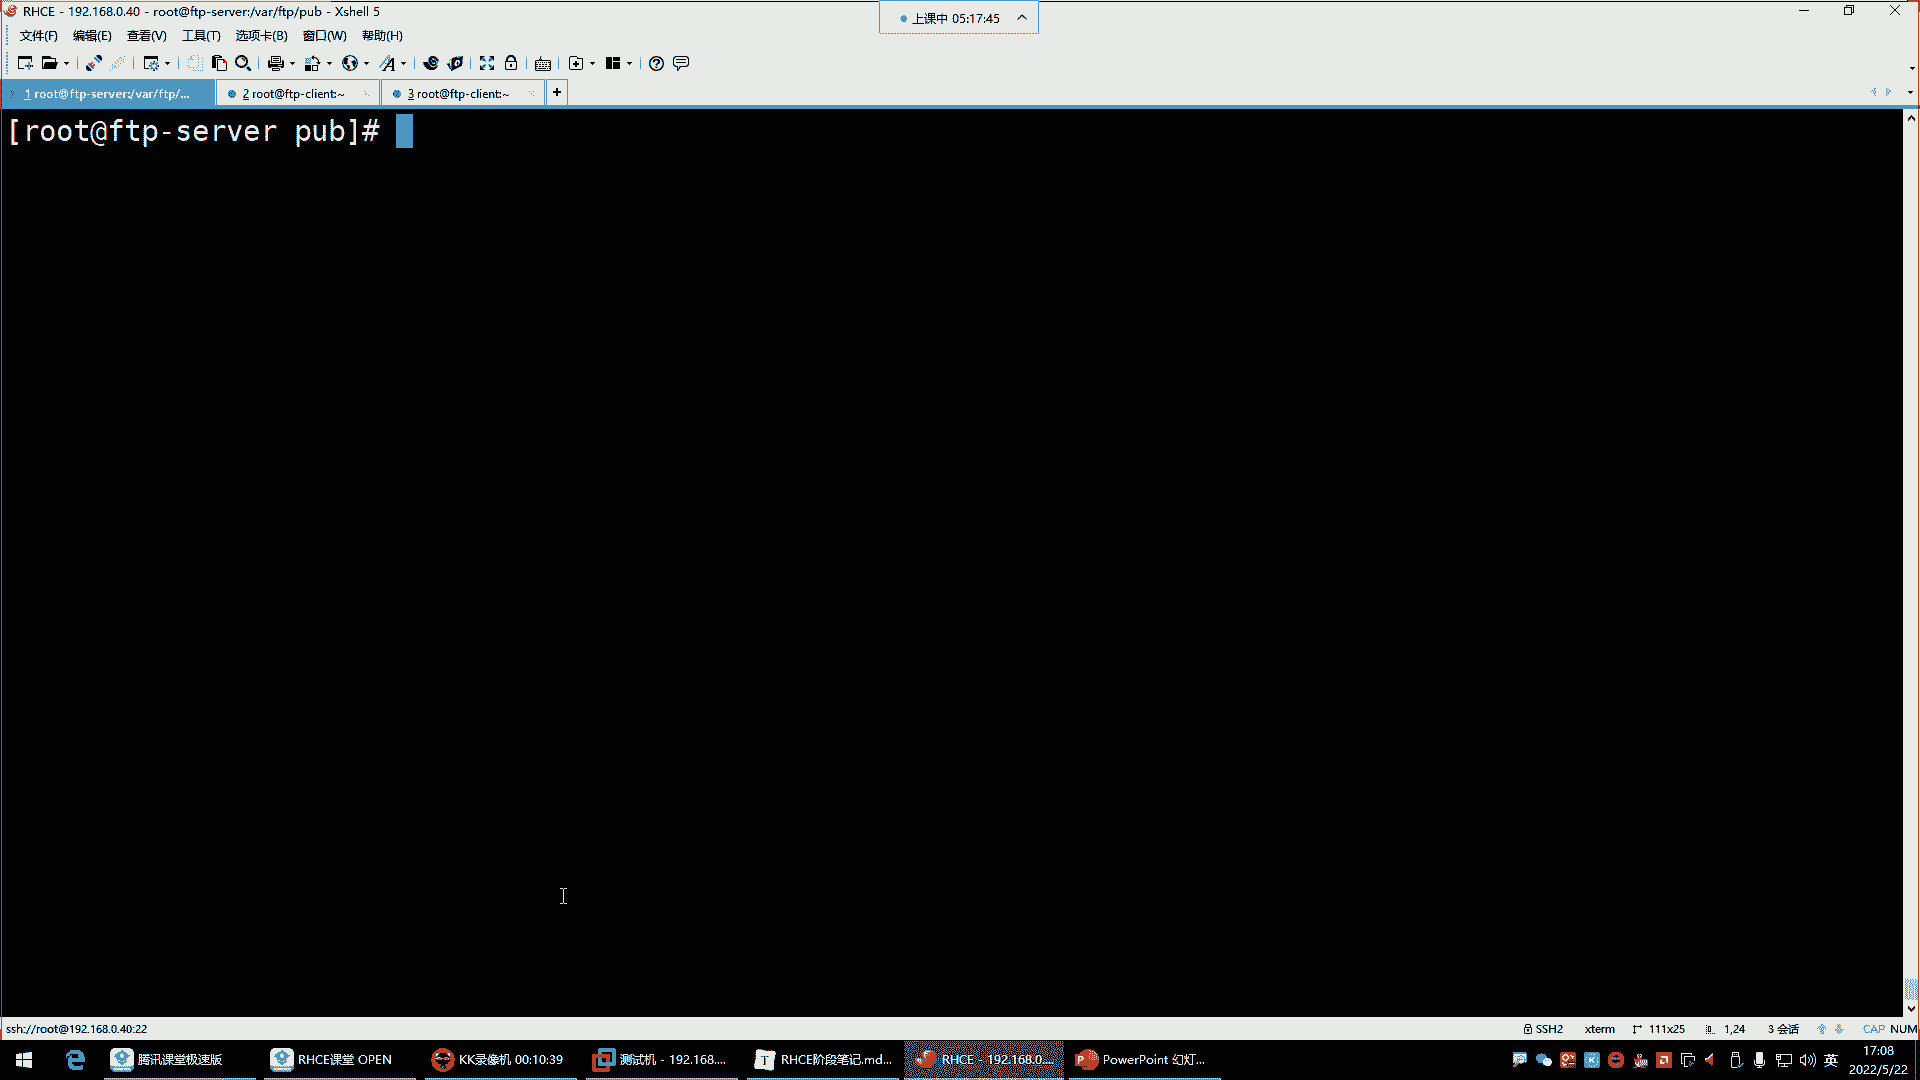 RHCE - 192.168.0.40 - root@ftp-server:/var/ftp/pub - Xshell 5
上课中 05:17:45
文件(F) 编辑(E) 查看(V) 工具(T) 选项卡(B) 窗口(W) 帮助(H)
1 root@ftp-server:/var/ftp/... 2 root@ftp-client:~ 3 root@ftp-client:~
[root@ftp-server pub]#
ssh://root@192.168.0.40:22 SSH2 xterm 111x25 1,24 3 会话 CAP NUM
腾讯课堂极速版 RHCE课堂 OPEN KK录像机 00:10:39 测试机 - 192.168.... RHCE阶段笔记.md... RHCE - 192.168.0.... PowerPoint 幻灯... 英 17:08
2022/5/22